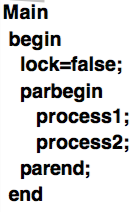 Main
begin
lock=false;
parbegin
process1;
process2;
parend;
end